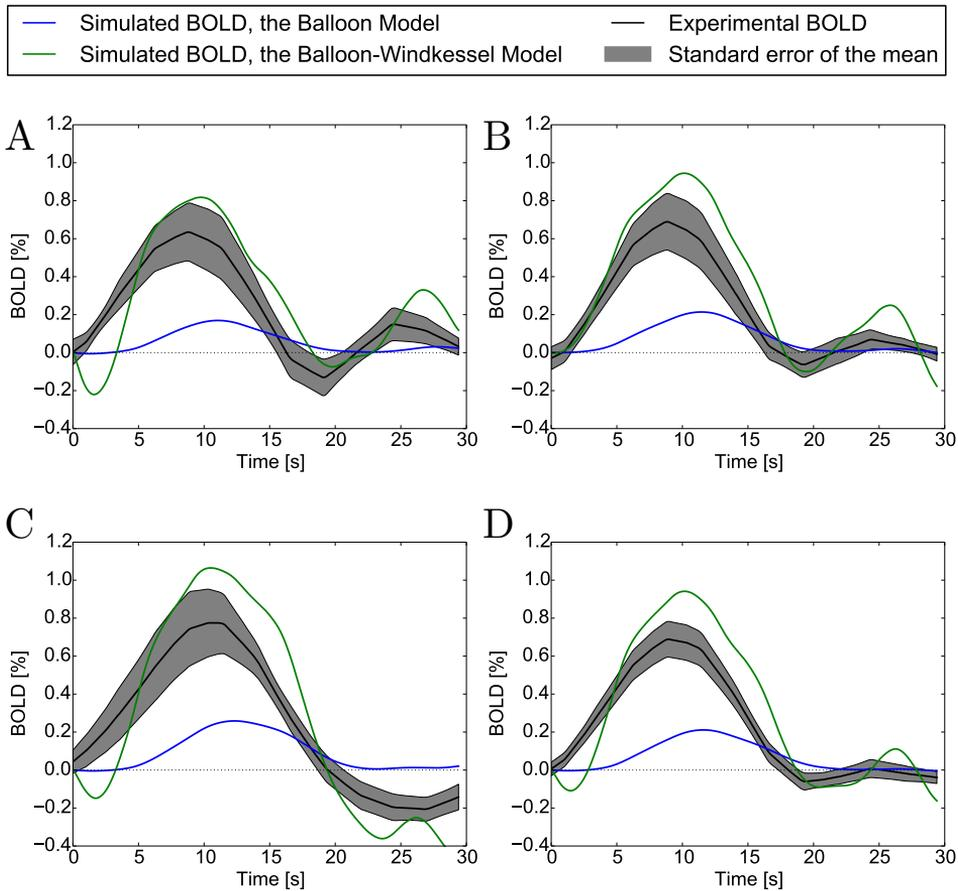 Simulated BOLD, the Balloon Model
Experimental BOLD
Simulated BOLD, the Balloon-Windkessel Model
Standard error of the mean
A
1.2
1.0
0.8
0.6
0.4
0.2
0.0
−0.2
−0.4
BOLD [%]
0 5 10 15 20 25 30
Time [s]
B
1.2
1.0
0.8
0.6
0.4
0.2
0.0
−0.2
−0.4
BOLD [%]
0 5 10 15 20 25 30
Time [s]
C
1.2
1.0
0.8
0.6
0.4
0.2
0.0
−0.2
−0.4
BOLD [%]
0 5 10 15 20 25 30
Time [s]
D
1.2
1.0
0.8
0.6
0.4
0.2
0.0
−0.2
−0.4
BOLD [%]
0 5 10 15 20 25 30
Time [s]